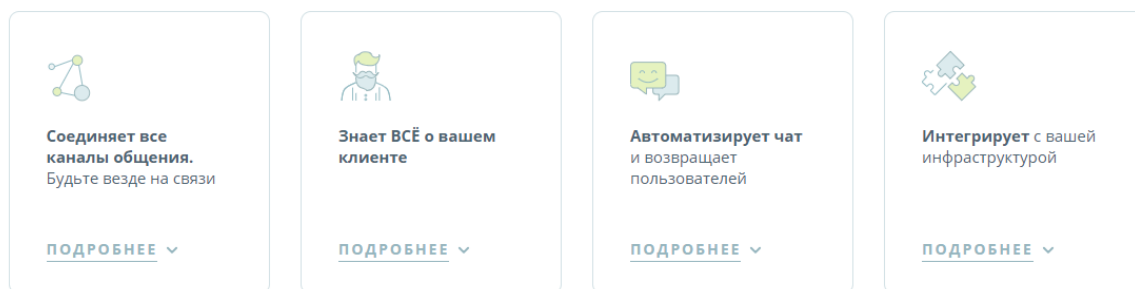 Соединяет все
каналы общения.
Будьте везде на связи
ПОДРОБНЕЕ
Знает ВСЁ о вашем
клиенте
ПОДРОБНЕЕ
Автоматизирует чат
и возвращает
пользователей
ПОДРОБНЕЕ
Интегрирует с вашей
инфраструктурой
ПОДРОБНЕЕ